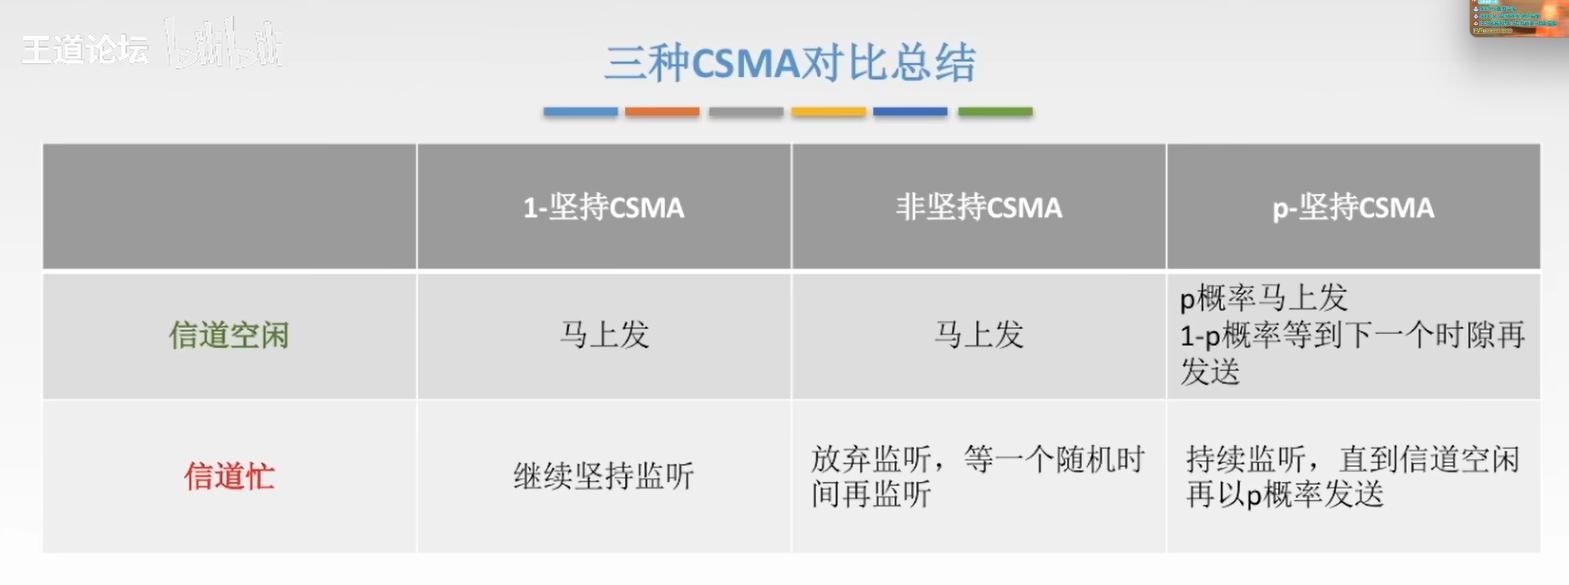 王道论坛 bilibili
三种CSMA对比总结
1-坚持CSMA
非坚持CSMA
p-坚持CSMA
信道空闲
马上发
马上发
p概率马上发
1-p概率等到下一个时隙再
发送
信道忙
继续坚持监听
放弃监听，等一个随机时
间再监听
持续监听，直到信道空闲
再以p概率发送